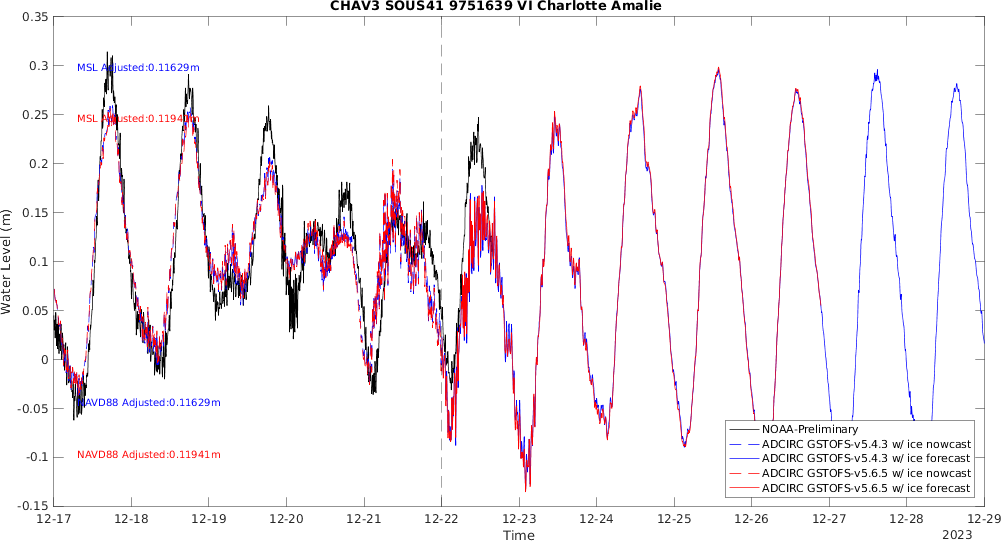 CHAV3 SOUS41 9751639 VI Charlotte Amalie
0.35
0.3
0.25
0.2
0.15
0.1
0.05
0
-0.05
-0.1
-0.15
Water Level (m)
MSL Adjusted:0.11629m
MSL Adjusted:0.11941m
NAVD88 Adjusted:0.11629m
NAVD88 Adjusted:0.11941m
NOAA-Preliminary
ADCIRC GSTOFS-v5.4.3 w/ ice nowcast
ADCIRC GSTOFS-v5.4.3 w/ ice forecast
ADCIRC GSTOFS-v5.6.5 w/ ice nowcast
ADCIRC GSTOFS-v5.6.5 w/ ice forecast
12-17 12-18 12-19 12-20 12-21 12-22 12-23 12-24 12-25 12-26 12-27 12-28 12-29
Time
2023